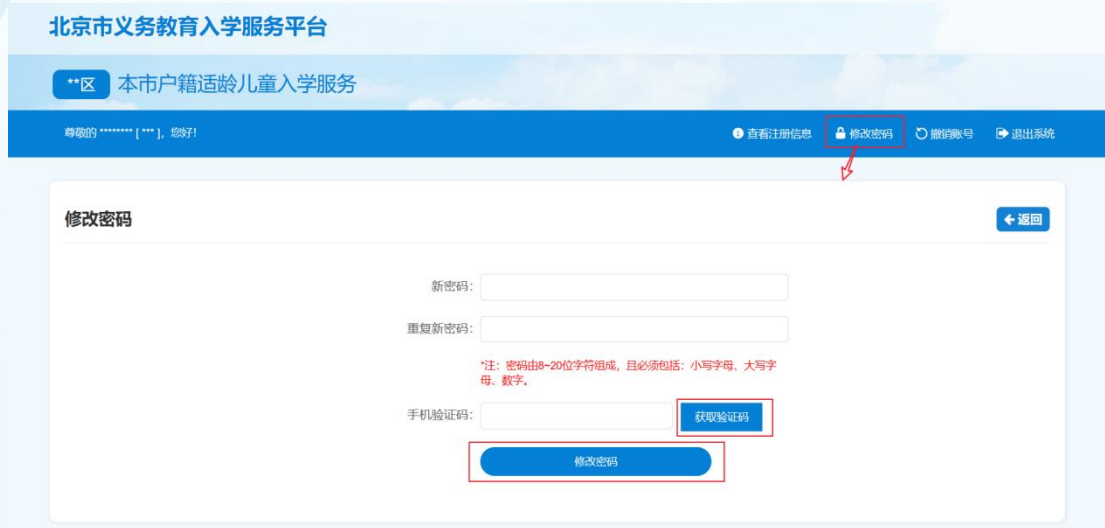 北京市义务教育入学服务平台
**区 本市户籍适龄儿童入学服务
尊敬的 ******** [ *** ]，您好! 查看注册信息 修改密码 撤销账号 退出系统
修改密码 返回
新密码：
重复新密码：
*注：密码由8~20位字符组成，且必须包括：小写字母、大写字
母、数字。
手机验证码： 获取验证码
修改密码